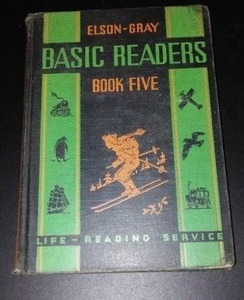 ELSON-GRAY
BASIC READERS
BOOK FIVE
LIFE - READING SERVICE